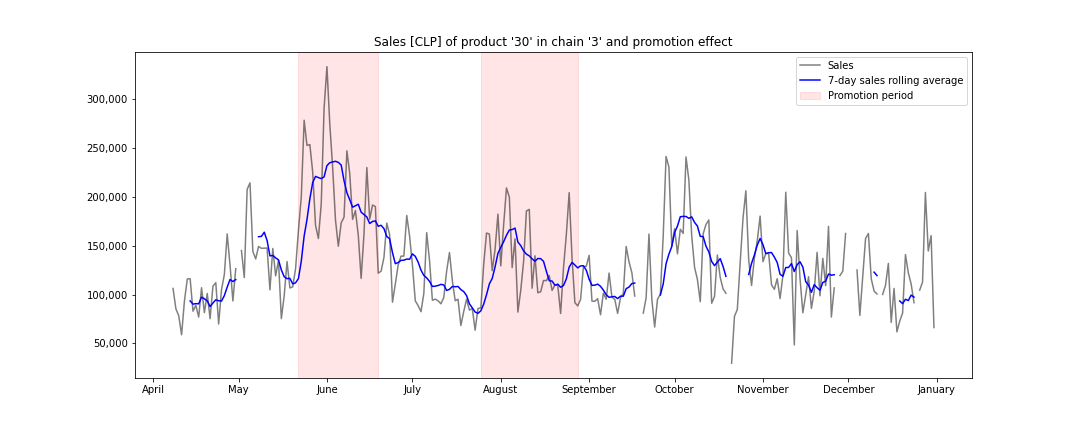 Sales [CLP] of product '30' in chain '3' and promotion effect
Sales
7-day sales rolling average
Promotion period
300,000
250,000
200,000
150,000
100,000
50,000
April May June July August September October November December January